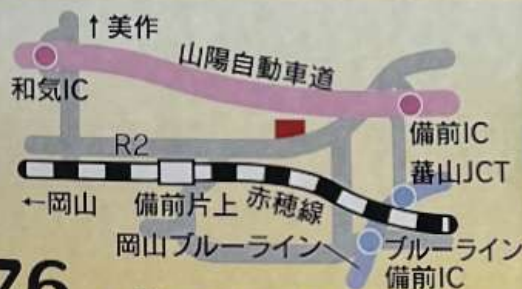 ↑美作
山陽自動車道
和気IC
備前IC
R2
蕃山JCT
←岡山
備前片上
赤穂線
岡山ブルーライン
ブルーライン
備前IC
76